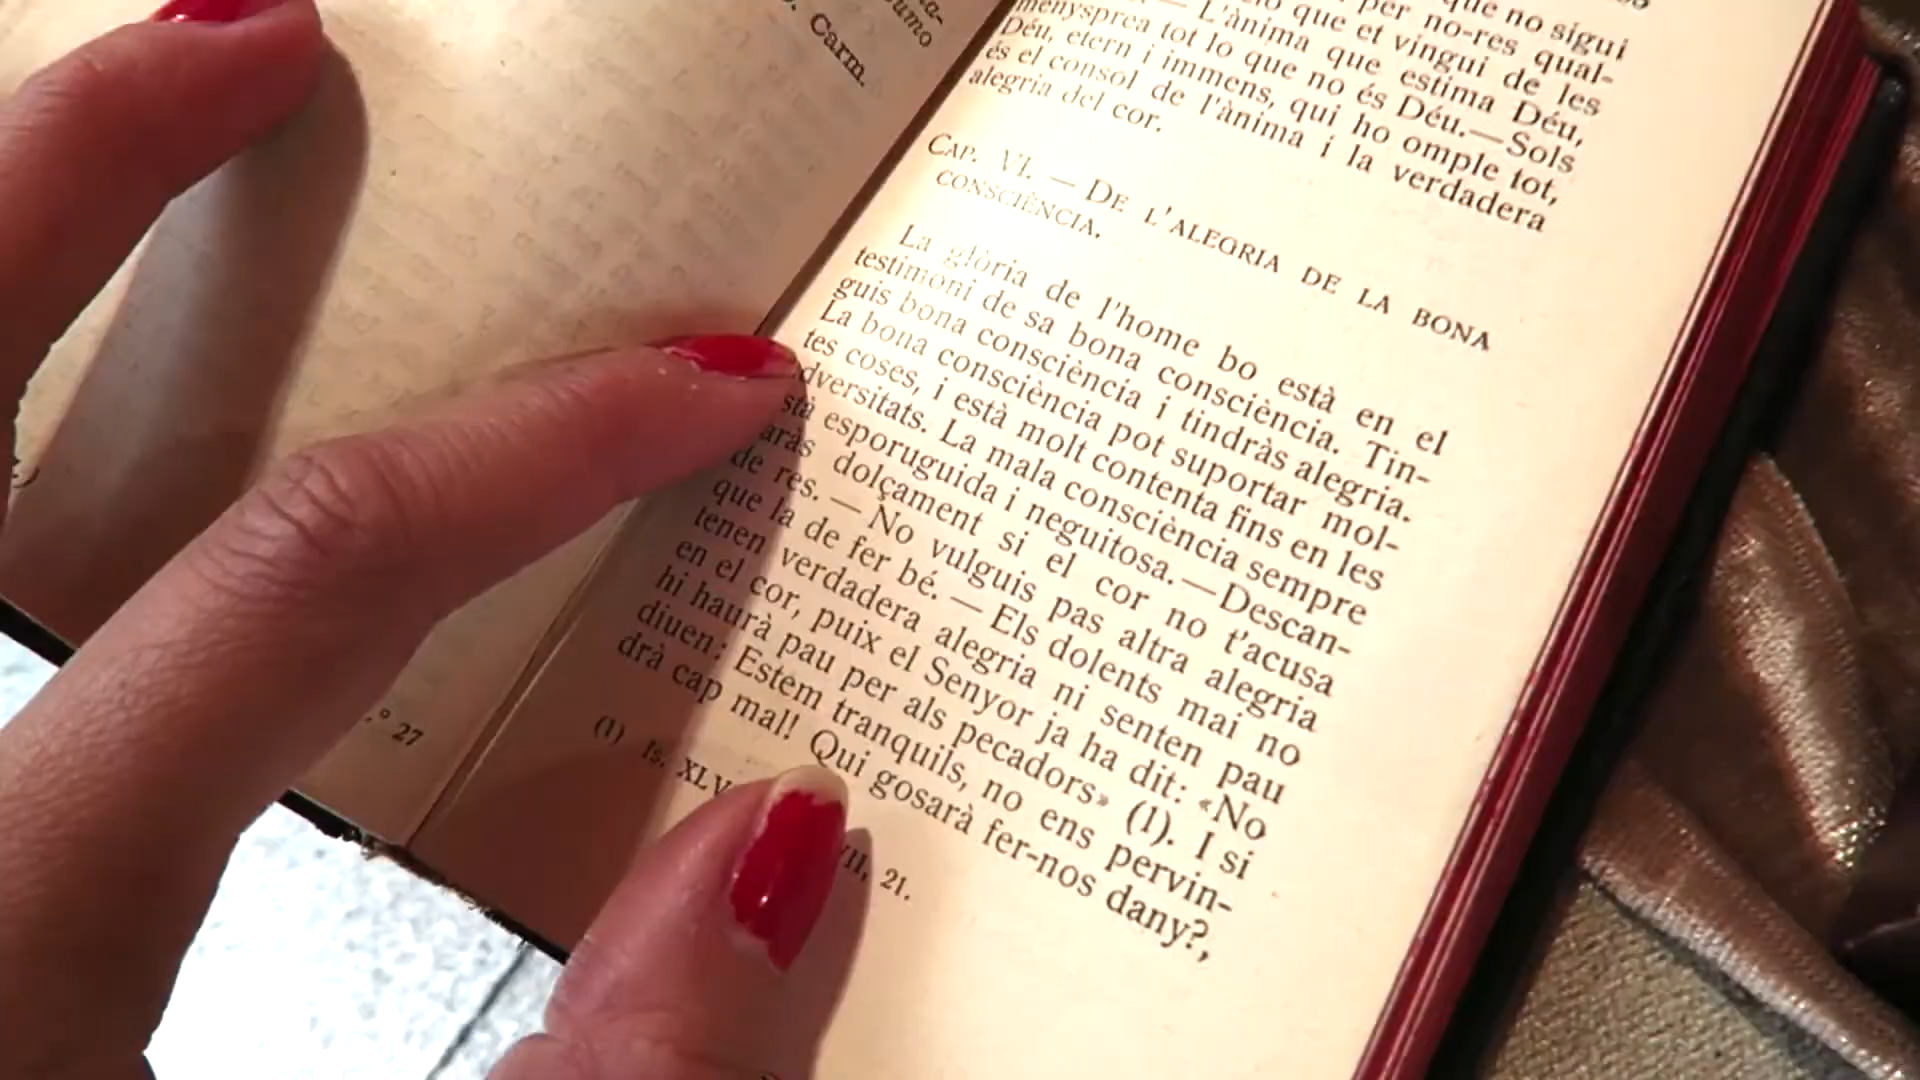 sumo
D. Carm.
.º 27
que no sigui
per no-res qual-
que et vingui de les
— L'ànima que estima Déu,
menysprea tot lo que no és Déu.—Sols
Déu, etern i immens, qui ho omple tot,
és el consol de l'ànima i la verdadera
alegria del cor.
CAP. VI. — DE L'ALEGRIA DE LA BONA
CONSCIÈNCIA.
La glòria de l'home bo està en el
testimoni de sa bona consciència. Tin-
guis bona consciència i tindràs alegria.
La bona consciència pot suportar mol-
tes coses, i està molt contenta fins en les
adversitats. La mala consciència sempre
està esporuguida i neguitosa.—Descan-
saràs dolçament si el cor no t'acusa
de res. — No vulguis pas altra alegria
que la de fer bé. — Els dolents mai no
tenen verdadera alegria ni senten pau
en el cor, puix el Senyor ja ha dit: «No
hi haurà pau per als pecadors» (1). I si
diuen: Estem tranquils, no ens pervin-
drà cap mal! Qui gosarà fer-nos dany?,
(1) Is. XLVII, 21.